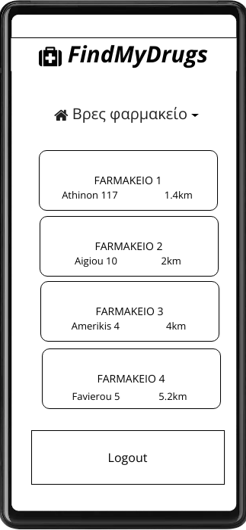 FindMyDrugs
Βρες φαρμακείο
FARMAKEIO 1
Athinon 117 1.4km
FARMAKEIO 2
Aigiou 10 2km
FARMAKEIO 3
Amerikis 4 4km
FARMAKEIO 4
Favierou 5 5.2km
Logout